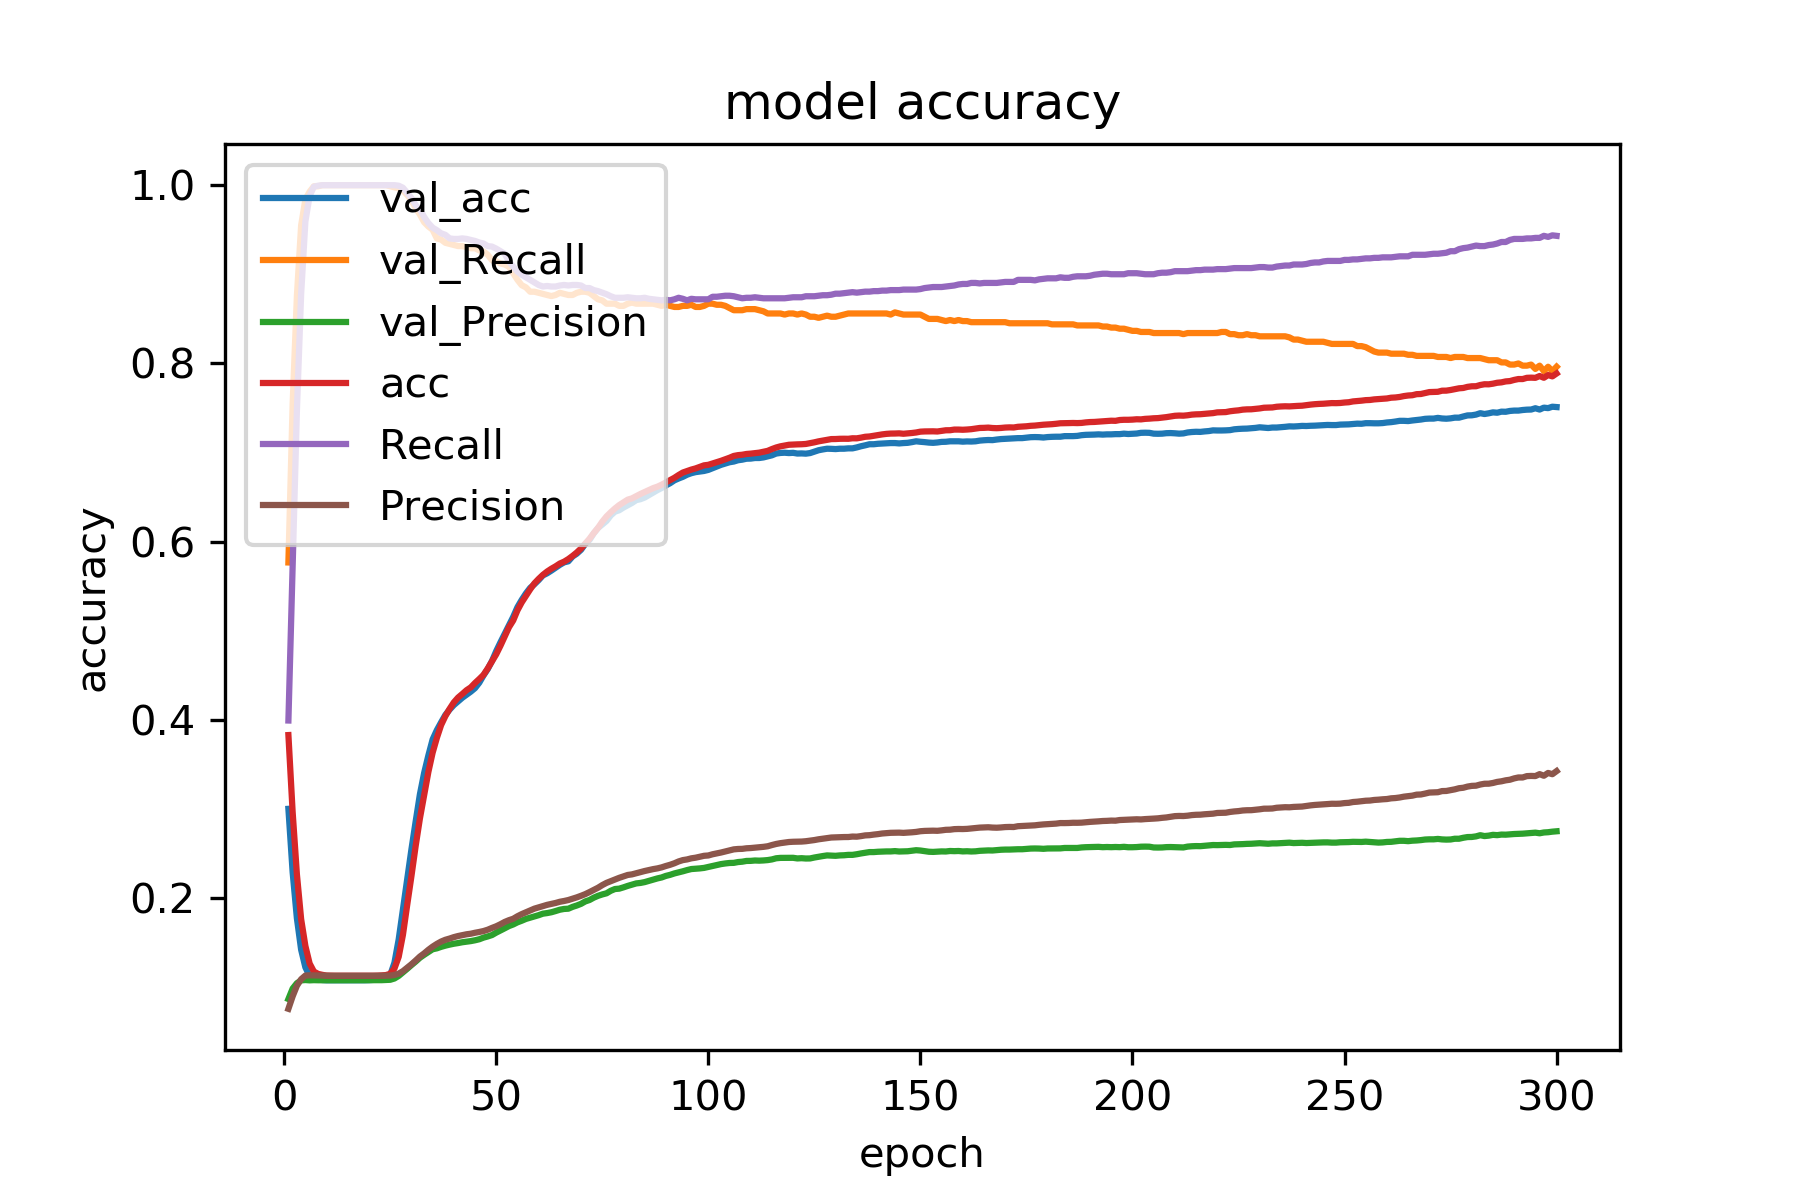 model accuracy
val_acc
val_Recall
val_Precision
acc
Recall
Precision
1.0
0.8
0.6
0.4
0.2
accuracy
0 50 100 150 200 250 300
epoch